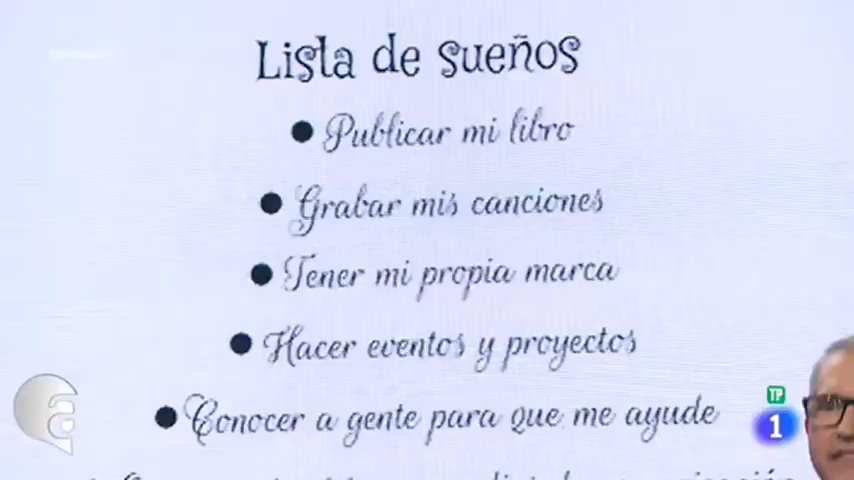 Lista de sueños
● Publicar mi libro
● Grabar mis canciones
● Tener mi propia marca
● Hacer eventos y proyectos
● Conocer a gente para que me ayude
a
TP
1